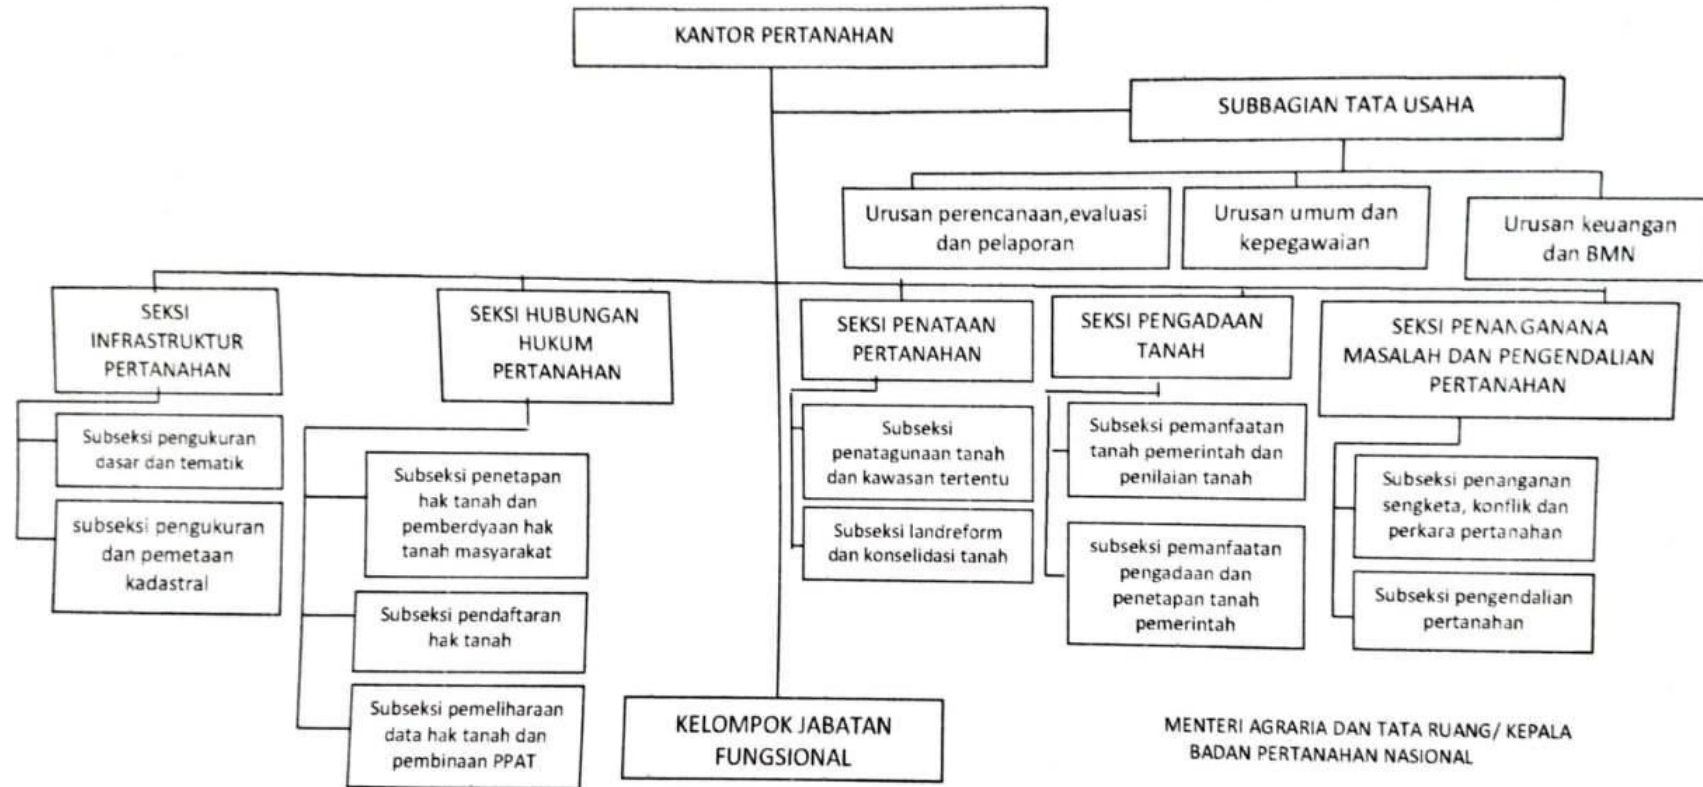 KANTOR PERTANAHAN
SUBBAGIAN TATA USAHA
Urusan perencanaan,evaluasi
dan pelaporan
Urusan umum dan
kepegawaian
Urusan keuangan
dan BMN
SEKSI
INFRASTRUKTUR
PERTANAHAN
SEKSI HUBUNGAN
HUKUM
PERTANAHAN
SEKSI PENATAAN
PERTANAHAN
SEKSI PENGADAAN
TANAH
SEKSI PENANGANANA
MASALAH DAN PENGENDALIAN
PERTANAHAN
Subseksi pengukuran
dasar dan tematik
subseksi pengukuran
dan pemetaan
kadastral
Subseksi penetapan
hak tanah dan
pemberdyaan hak
tanah masyarakat
Subseksi pendaftaran
hak tanah
Subseksi pemeliharaan
data hak tanah dan
pembinaan PPAT
Subseksi
penatagunaan tanah
dan kawasan tertentu
Subseksi landreform
dan konselidasi tanah
Subseksi pemanfaatan
tanah pemerintah dan
penilaian tanah
subseksi pemanfaatan
pengadaan dan
penetapan tanah
pemerintah
Subseksi penanganan
sengketa, konflik dan
perkara pertanahan
Subseksi pengendalian
pertanahan
KELOMPOK JABATAN
FUNGSIONAL
MENTERI AGRARIA DAN TATA RUANG/ KEPALA
BADAN PERTANAHAN NASIONAL